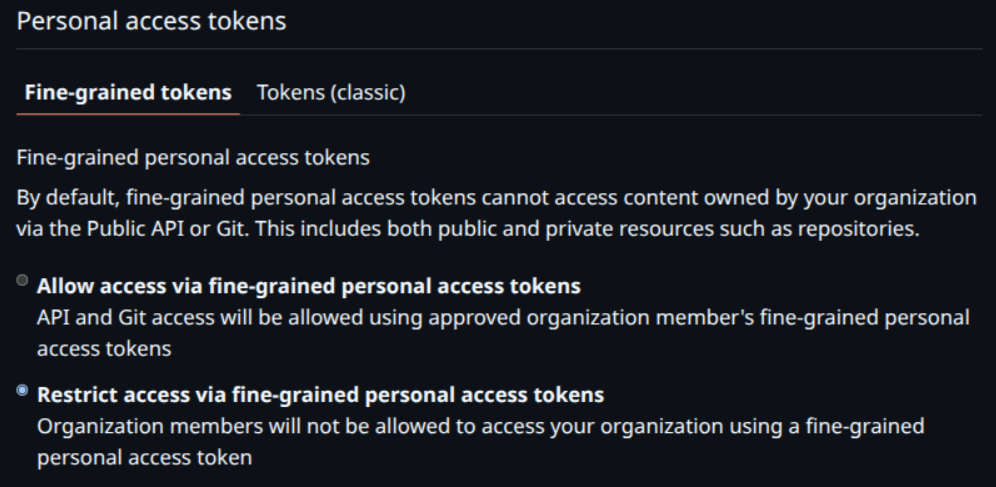 Personal access tokens
Fine-grained tokens Tokens (classic)
Fine-grained personal access tokens
By default, fine-grained personal access tokens cannot access content owned by your organization
via the Public API or Git. This includes both public and private resources such as repositories.
Allow access via fine-grained personal access tokens
API and Git access will be allowed using approved organization member's fine-grained personal
access tokens
Restrict access via fine-grained personal access tokens
Organization members will not be allowed to access your organization using a fine-grained
personal access token